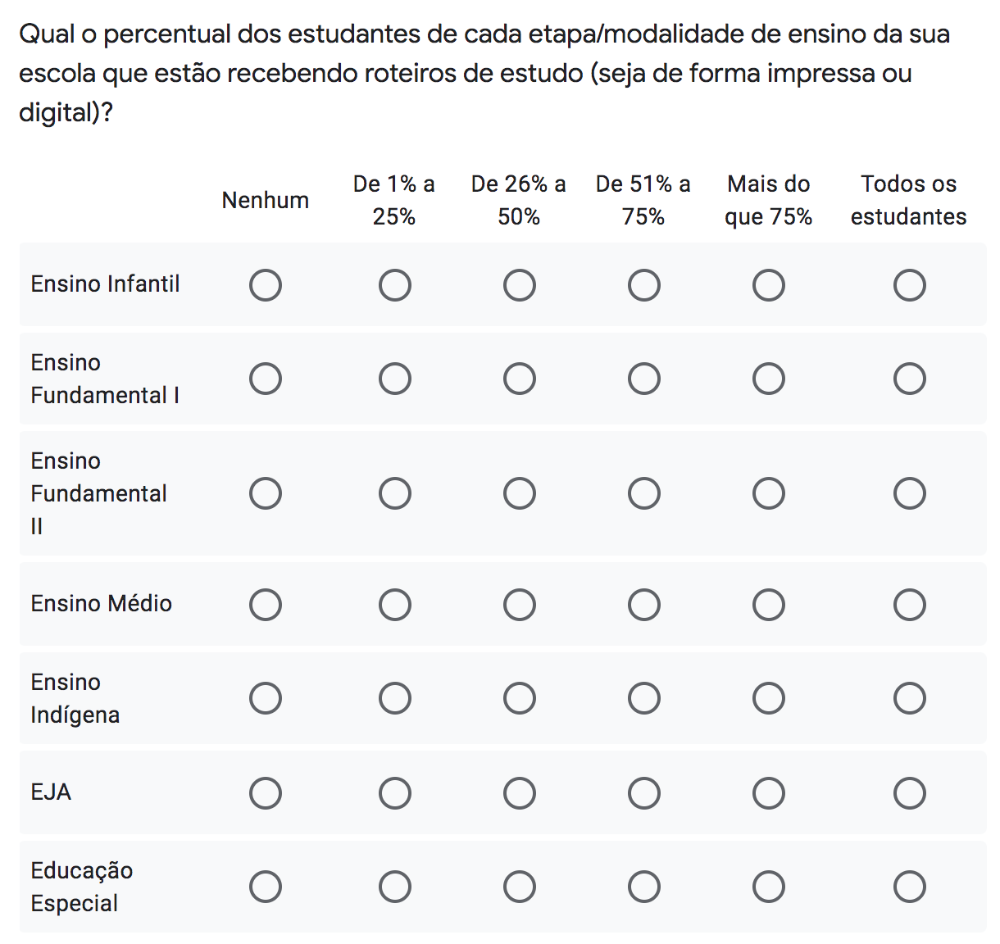 Qual o percentual dos estudantes de cada etapa/modalidade de ensino da sua
escola que estão recebendo roteiros de estudo (seja de forma impressa ou
digital)?
Nenhum
De 1% a
25%
De 26% a
50%
De 51% a
75%
Mais do
que 75%
Todos os
estudantes
Ensino Infantil
Ensino
Fundamental I
Ensino
Fundamental
II
Ensino Médio
Ensino
Indígena
EJA
Educação
Especial